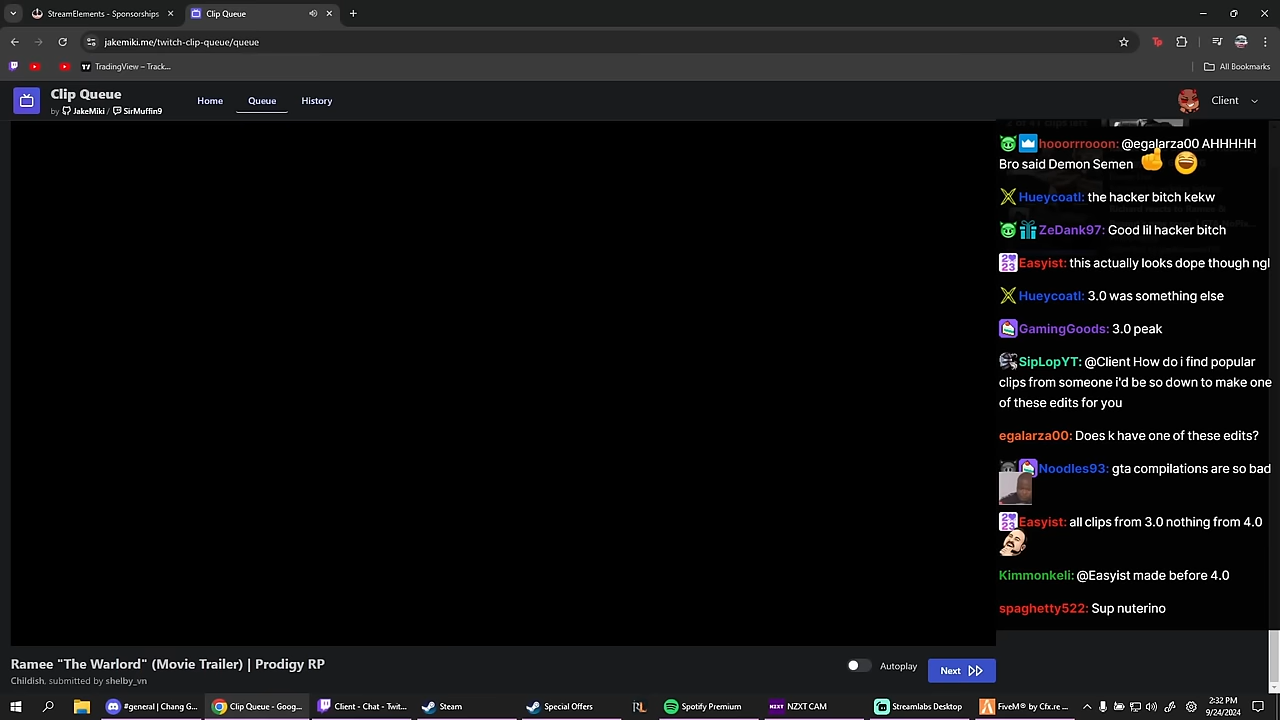 StreamElements - Sponsorships
Clip Queue
jakemiki.me/twitch-clip-queue/queue
TradingView – Track...
All Bookmarks
Clip Queue
by JakeMiki / SirMuffin9
Home
Queue
History
Client
hooorrrooon: @egalarza00 AHHHHH
Bro said Demon Semen
Hueycoatl: the hacker bitch kekw
ZeDank97: Good lil hacker bitch
Easyist: this actually looks dope though ngl
Hueycoatl: 3.0 was something else
GamingGoods: 3.0 peak
SipLopYT: @Client How do i find popular
clips from someone i'd be so down to make one
of these edits for you
egalarza00: Does k have one of these edits?
Noodles93: gta compilations are so bad
Easyist: all clips from 3.0 nothing from 4.0
Kimmonkeli: @Easyist made before 4.0
spaghetty522: Sup nuterino
Ramee "The Warlord" (Movie Trailer) | Prodigy RP
Childish. submitted by shelby_vn
Autoplay
Next
#general | Chang G...
Clip Queue - Goog...
Client - Chat - Twit...
Steam
Special Offers
RL
Spotify Premium
NZXT
NZXT CAM
Streamlabs Desktop
FiveM® by Cfx.re ...
2:32 PM
9/24/2024